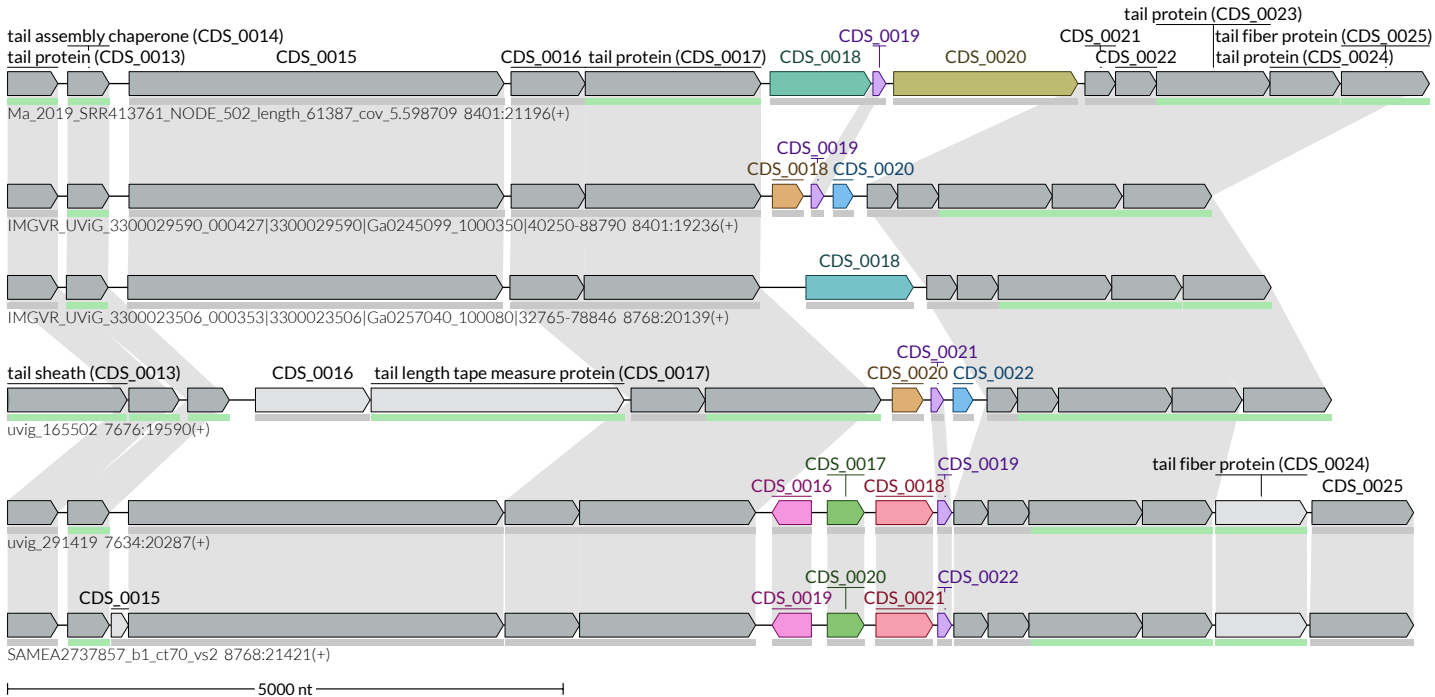 tail protein (CDS_0023)
tail assembly chaperone (CDS_0014) CDS_0019 CDS_0021 tail fiber protein (CDS_0025)
tail protein (CDS_0013) CDS_0015 CDS_0016 tail protein (CDS_0017) CDS_0018 CDS_0020 CDS_0022 tail protein (CDS_0024)
Ma_2019_SRR413761_NODE_502_length_61387_cov_5.598709 8401:21196(+)
CDS_0019
CDS_0018 CDS_0020
IMGVR_UViG_3300029590_000427|3300029590|Ga0245099_1000350|40250-88790 8401:19236(+)
CDS_0018
IMGVR_UViG_3300023506_000353|3300023506|Ga0257040_100080|32765-78846 8768:20139(+)
CDS_0021
tail sheath (CDS_0013) CDS_0016 tail length tape measure protein (CDS_0017) CDS_0020 CDS_0022
uvig_165502 7676:19590(+)
CDS_0017 CDS_0019 tail fiber protein (CDS_0024)
CDS_0016 CDS_0018 CDS_0025
uvig_291419 7634:20287(+)
CDS_0020 CDS_0022
CDS_0015 CDS_0019 CDS_0021
SAMEA2737857_b1_ct70_vs2 8768:21421(+)
5000 nt